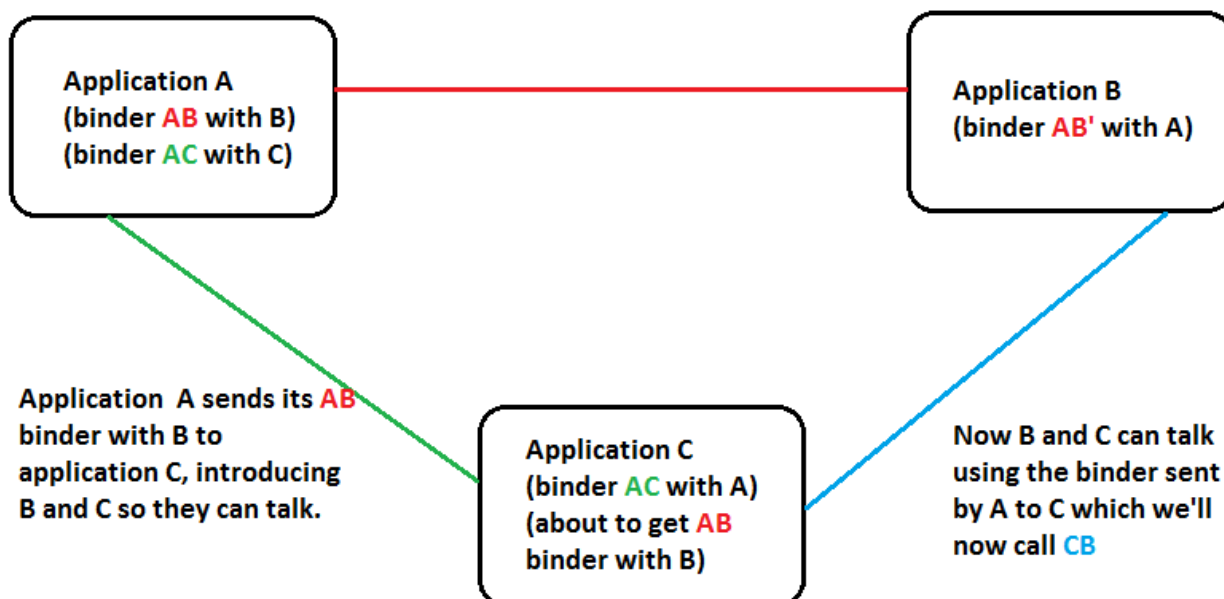 Application A
(binder AB with B)
(binder AC with C)
Application B
(binder AB' with A)
Application  A sends its AB
binder with B to
application C, introducing
B and C so they can talk.
Application C
(binder AC with A)
(about to get AB
binder with B)
Now B and C can talk
using the binder sent
by A to C which we'll
now call CB